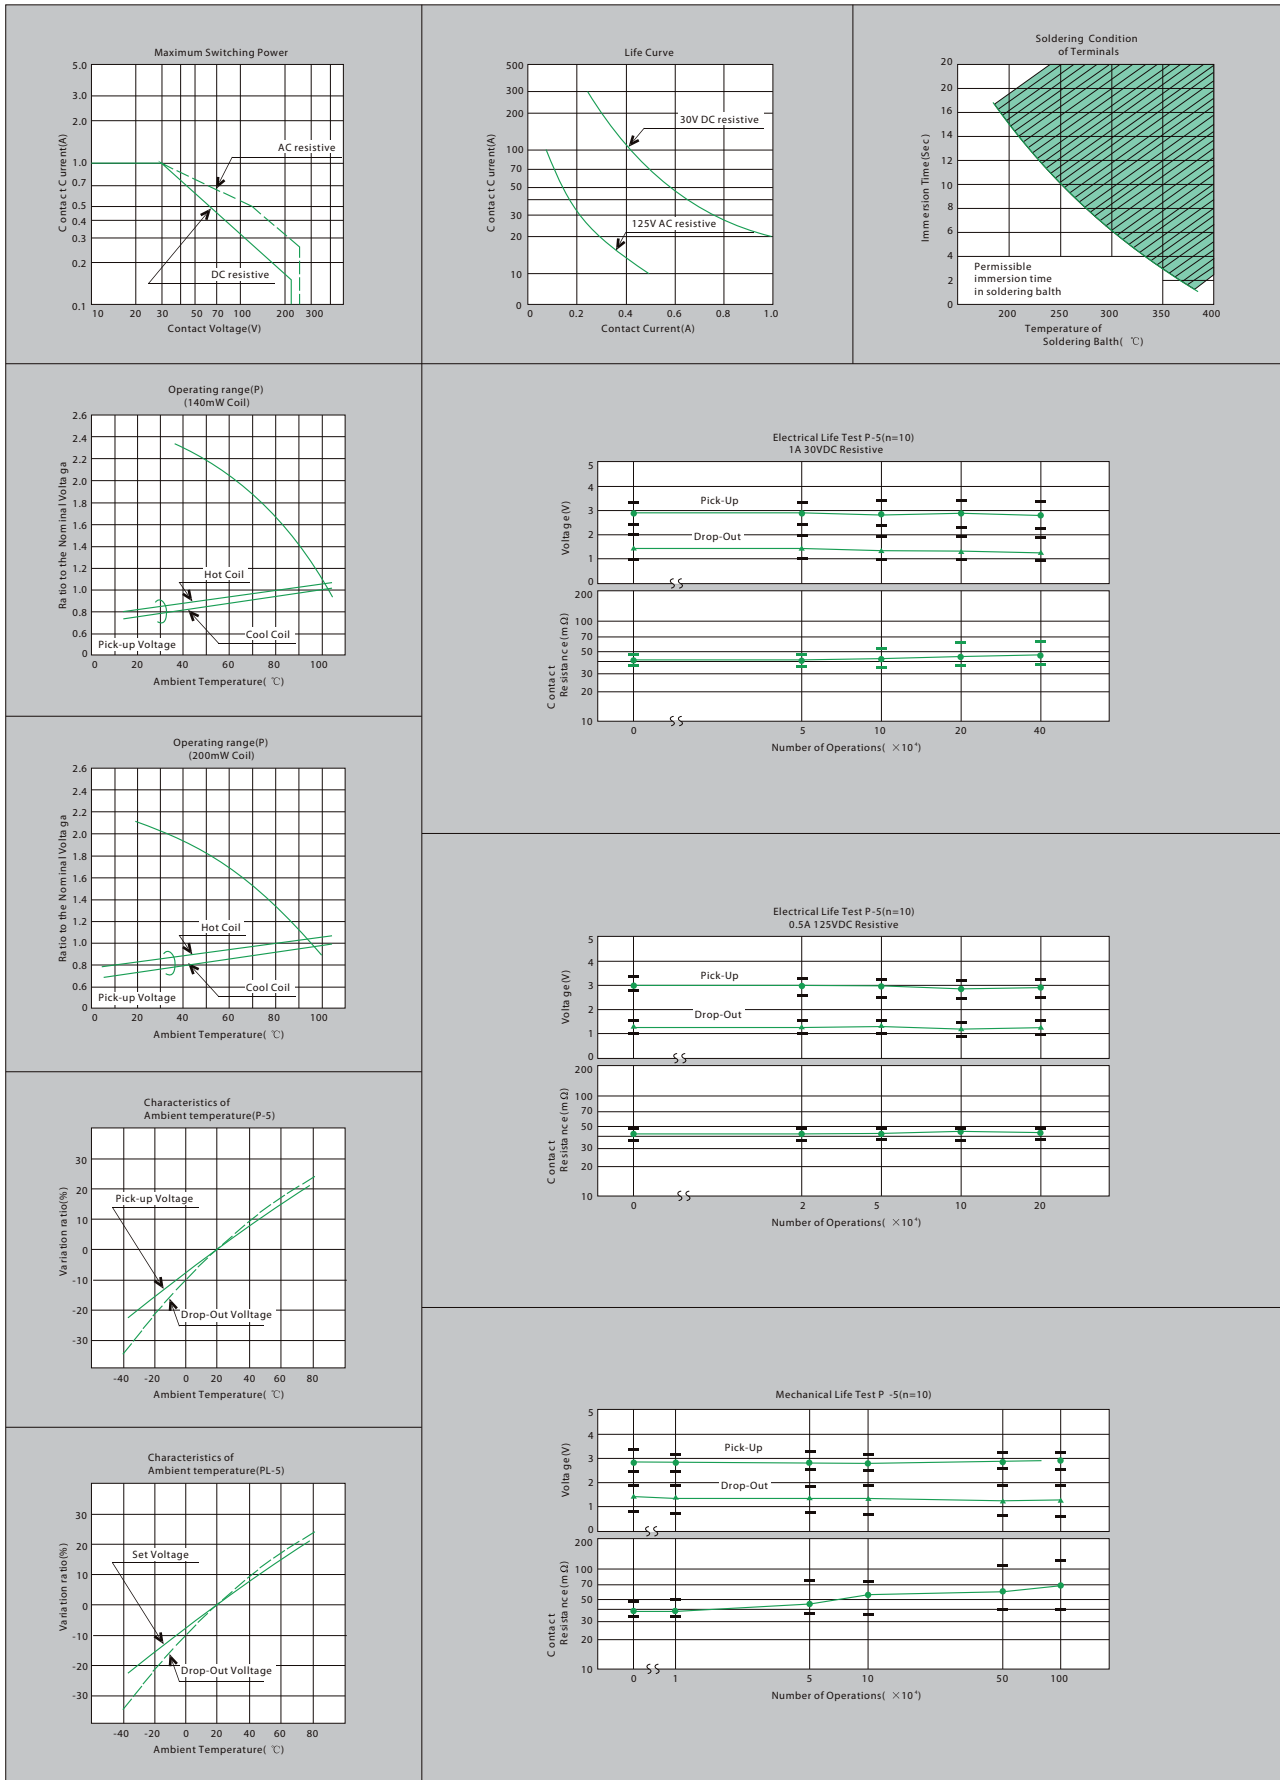 Maximum Switching Power
Contact Current(A)
5.0
3.0
2.0
1.0
0.7
0.5
0.4
0.3
0.2
0.1
AC resistive
DC resistive
10 20 30 50 70 100 200 300
Contact Voltage(V)
Life Curve
Contact Current(A)
500
300
200
100
70
50
30
20
10
0
30V DC resistive
125V AC resistive
0 0.2 0.4 0.6 0.8 1.0
Contact Current(A)
Soldering Condition
of Terminals
Immersion Time(Sec)
20
20
16
14
12
10
8
6
4
2
0
Permissible
immersion time
in soldering balth
200 250 300 350 400
Temperature of
Soldering Balth( ℃)
Operating range(P)
(140mW Coil)
Ratio to the Nominal Voltaga
2.6
2.4
2.2
2.0
1.8
1.6
1.4
1.2
1.0
0.8
0.6
0
Hot Coil
Cool Coil
Pick-up Voltage
0 20 40 60 80 100
Ambient Temperature( ℃)
Operating range(P)
(200mW Coil)
Ratio to the Nominal Voltaga
2.6
2.4
2.2
2.0
1.8
1.6
1.4
1.2
1.0
0.8
0.6
0
Hot Coil
Cool Coil
Pick-up Voltage
0 20 40 60 80 100
Ambient Temperature( ℃)
Characteristics of
Ambient temperature(P-5)
Variation ratio(%)
30
20
10
0
-10
-20
-30
Pick-up Voltage
Drop-Out Volltage
-40 -20 0 20 40 60 80
Ambient Temperature( ℃)
Characteristics of
Ambient temperature(PL-5)
Variation ratio(%)
30
20
10
0
-10
-20
-30
Set Voltage
Drop-Out Voltage
-40 -20 0 20 40 60 80
Ambient Temperature( ℃)
Electrical Life Test P-5(n=10)
1A 30VDC Resistive
Voltage(V)
5
4
3
2
1
0
Pick-Up
Drop-Out
Contact
Resistance(mΩ)
200
100
70
50
30
20
10
0 5 10 20 40
Number of Operations( ×10⁴)
Electrical Life Test P-5(n=10)
0.5A 125VDC Resistive
Voltage(V)
5
4
3
2
1
0
Pick-Up
Drop-Out
Contact
Resistance(mΩ)
200
100
70
50
30
20
10
0 2 5 10 20
Number of Operations( ×10⁴)
Mechanical Life Test P -5(n=10)
Voltage(V)
5
4
3
2
1
0
Pick-Up
Drop-Out
Contact
Resistance(mΩ)
200
100
70
50
30
20
10
0 1 5 10 50 100
Number of Operations( ×10⁴)